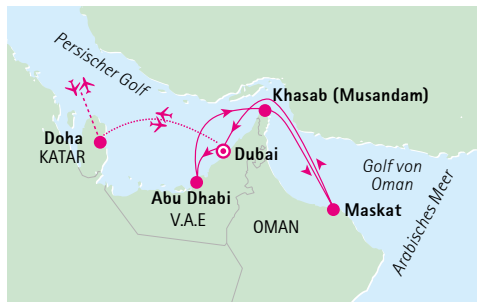 Persischer Golf
Khasab (Musandam)
Doha
KATAR
Dubai
Golf von
Oman
Abu Dhabi
V.A.E
OMAN
Maskat
Arabisches Meer